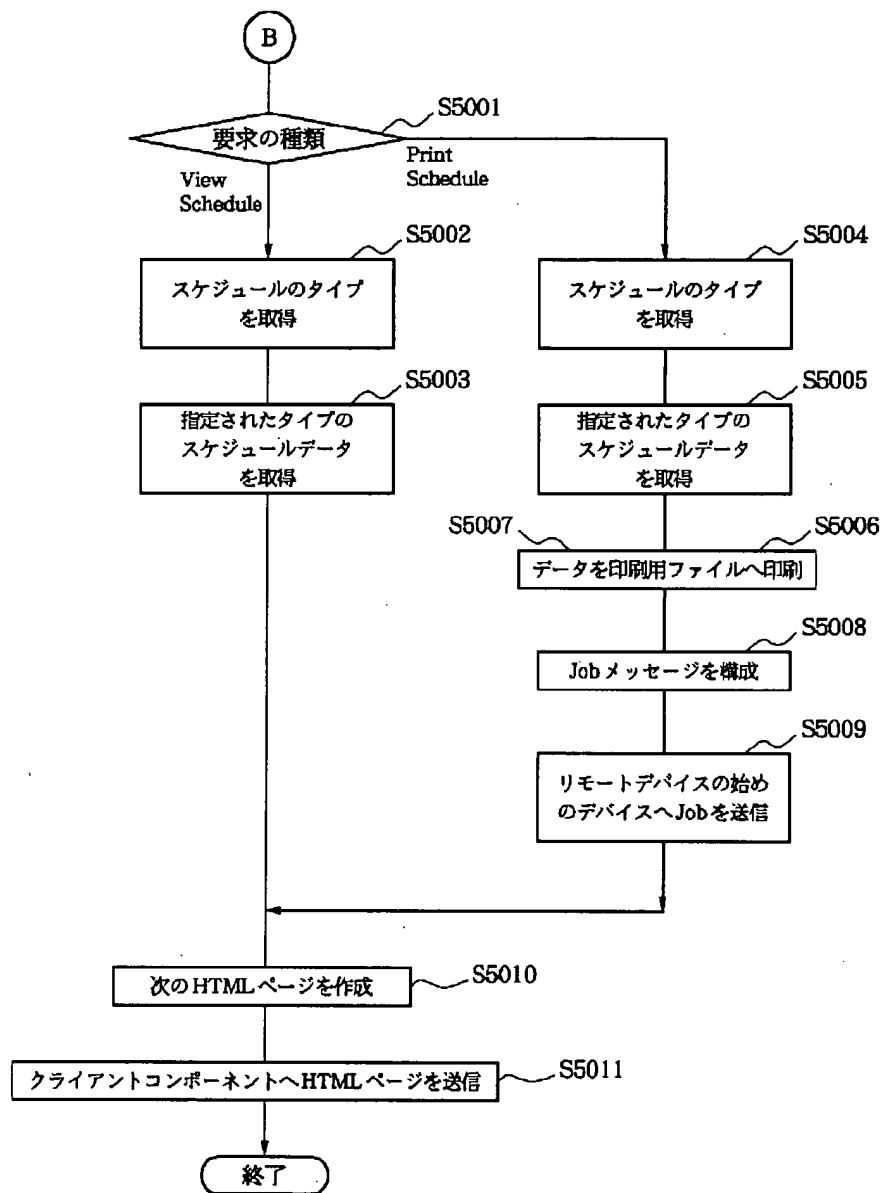 B
S5001
要求の種類
View
Schedule
Print
Schedule
S5002
スケジュールのタイプ
を取得
S5003
指定されたタイプの
スケジュールデータ
を取得
S5004
スケジュールのタイプ
を取得
S5005
指定されたタイプの
スケジュールデータ
を取得
S5007
S5006
データを印刷用ファイルへ印刷
S5008
Jobメッセージを構成
S5009
リモートデバイスの始め
のデバイスへJobを送信
次のHTMLページを作成
S5010
クライアントコンポーネントへHTMLページを送信
S5011
終了